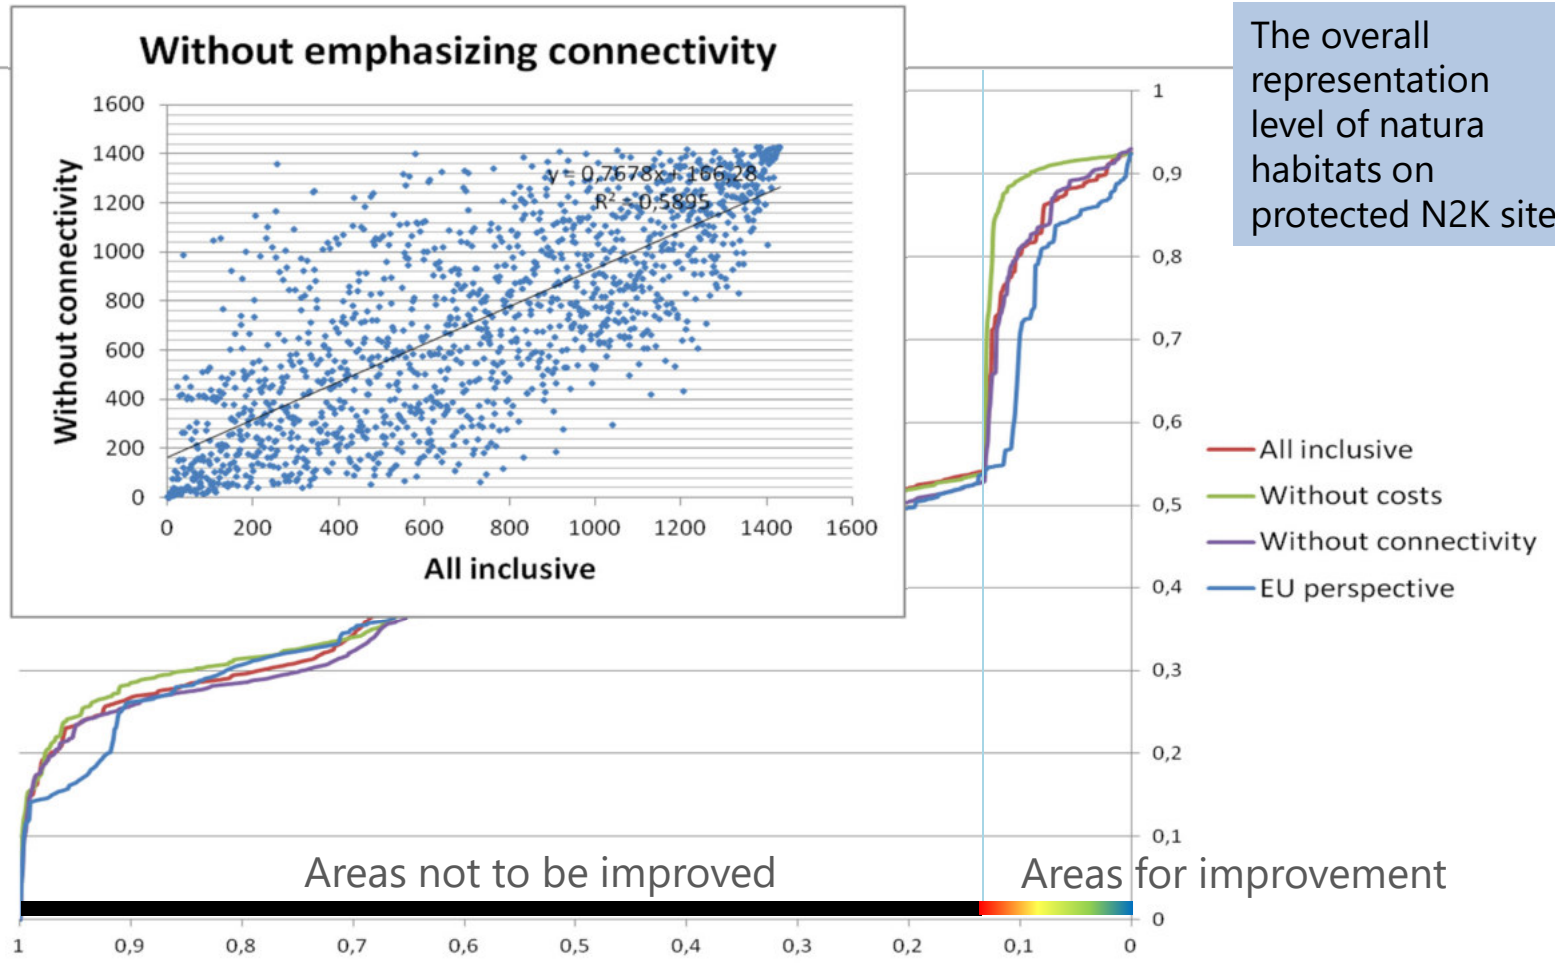 Without emphasizing connectivity
The overall
representation
level of natura
habitats on
protected N2K site
Without connectivity
1600
1400
1200
1000
800
600
400
200
0
y = 0,7678x + 166,28
R² = 0,5895
0 200 400 600 800 1000 1200 1400 1600
All inclusive
1
0,9
0,8
0,7
0,6
0,5
0,4
0,3
0,2
0,1
0
All inclusive
Without costs
Without connectivity
EU perspective
Areas not to be improved
Areas for improvement
1 0,9 0,8 0,7 0,6 0,5 0,4 0,3 0,2 0,1 0